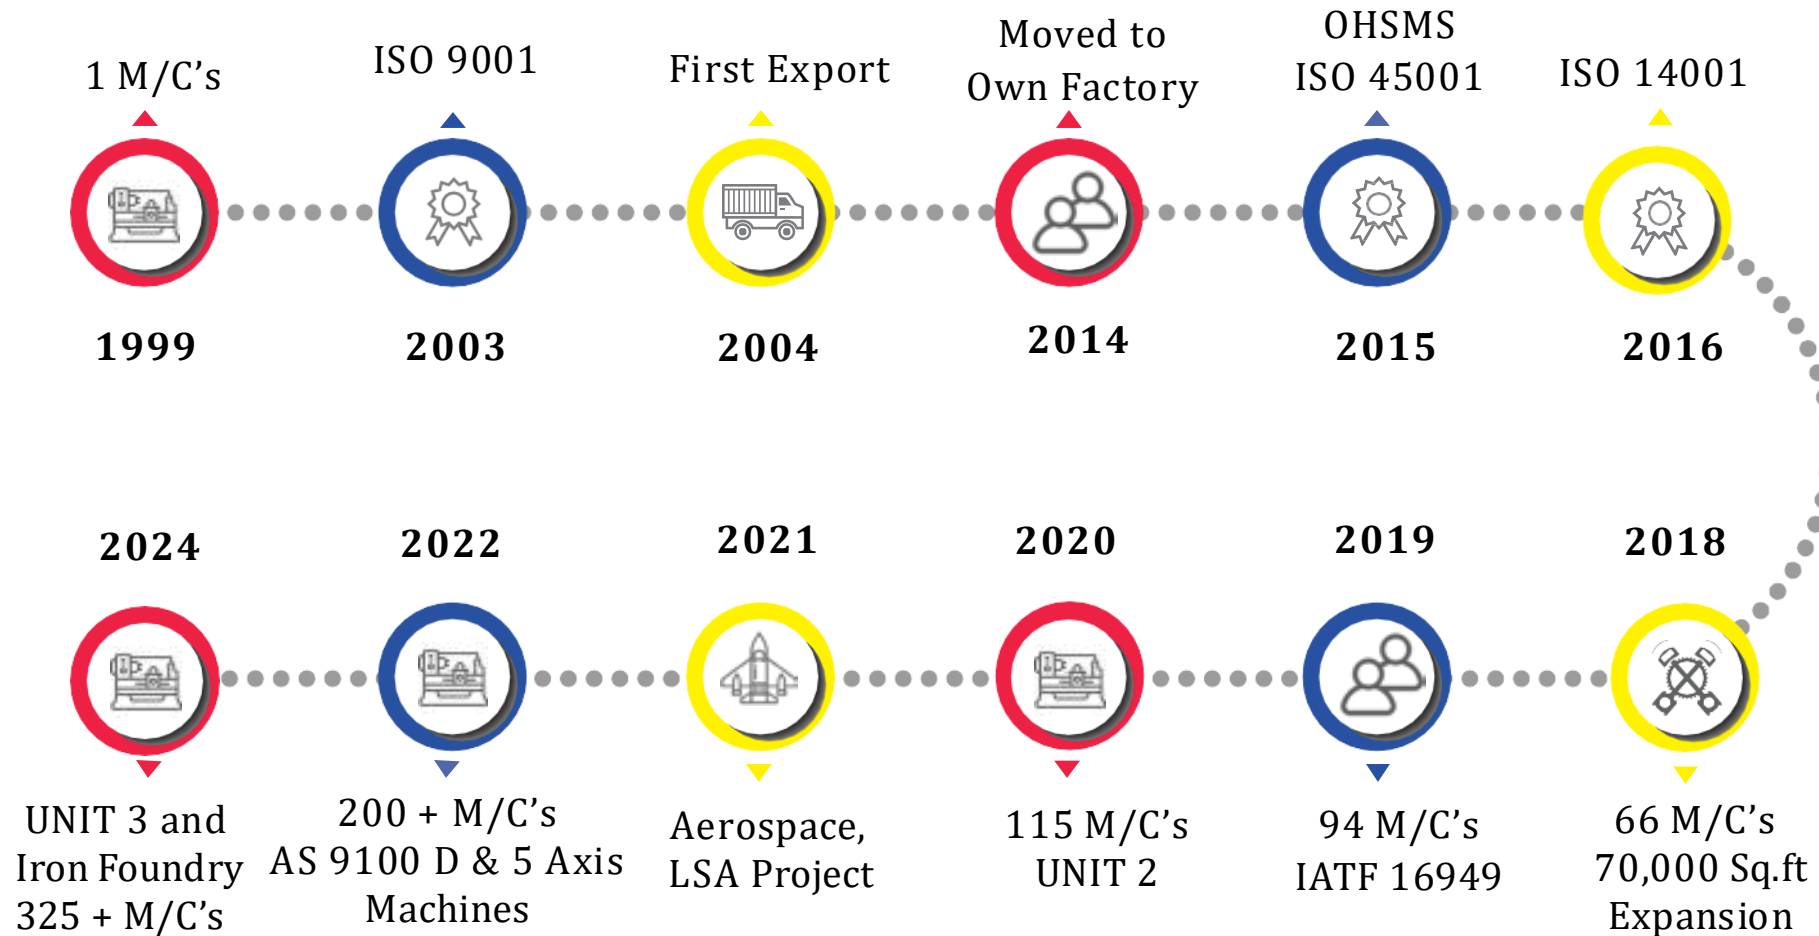 1 M/C’s
1999
ISO 9001
2003
First Export
2004
Moved to
Own Factory
2014
OHSMS
ISO 45001
2015
ISO 14001
2016
2018
66 M/C’s
70,000 Sq.ft
Expansion
2019
94 M/C’s
IATF 16949
2020
115 M/C’s
UNIT 2
2021
Aerospace,
LSA Project
2022
200 + M/C’s
AS 9100 D & 5 Axis
Machines
2024
UNIT 3 and
Iron Foundry
325 + M/C’s